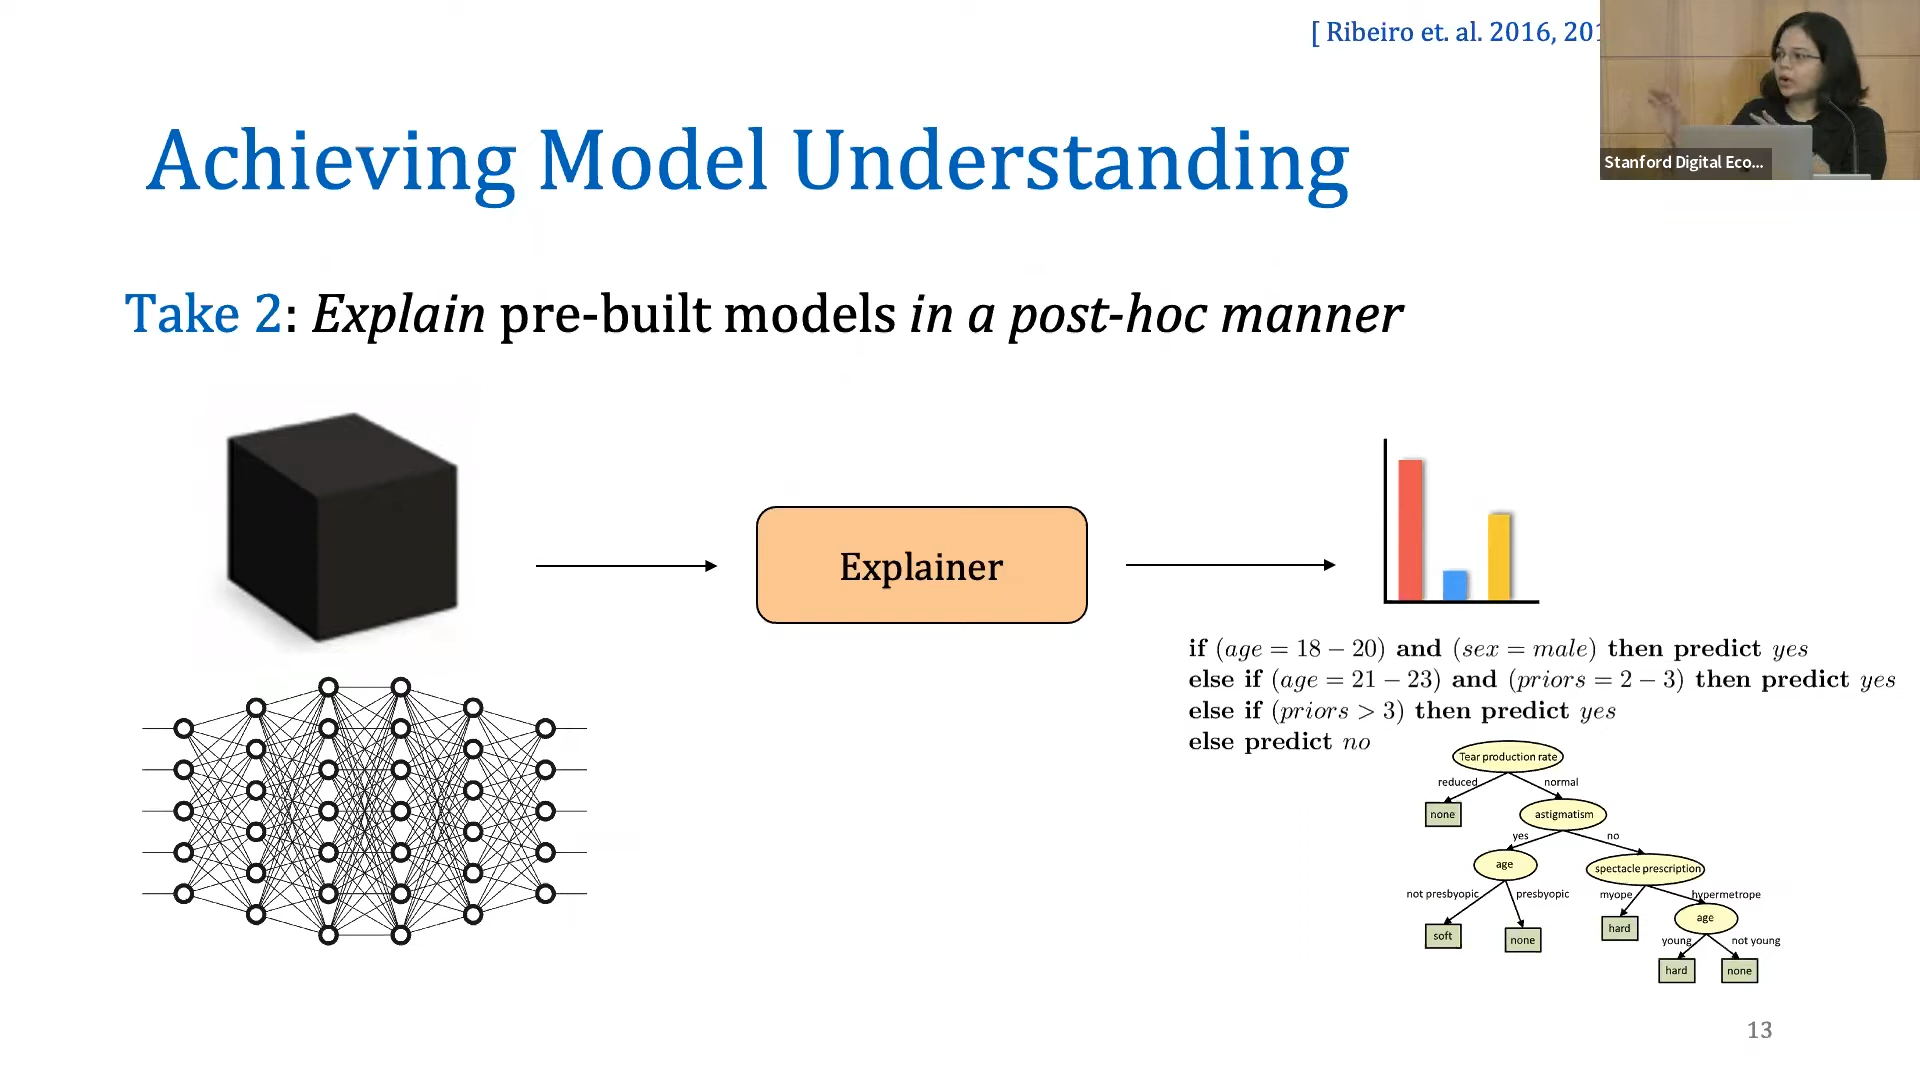 [ Ribeiro et. al. 2016,
Stanford Digital Eco...
Achieving Model Understanding
Take 2: Explain pre-built models in a post-hoc manner
Explainer
if (age = 18 − 20) and (sex = male) then predict yes
else if (age = 21 − 23) and (priors = 2 − 3) then predict yes
else if (priors > 3) then predict yes
else predict no
Tear production rate
reduced normal
none astigmatism
yes no
age spectacle prescription
not presbyopic presbyopic myope hypermetrope
soft none hard age
young not young
hard none
13